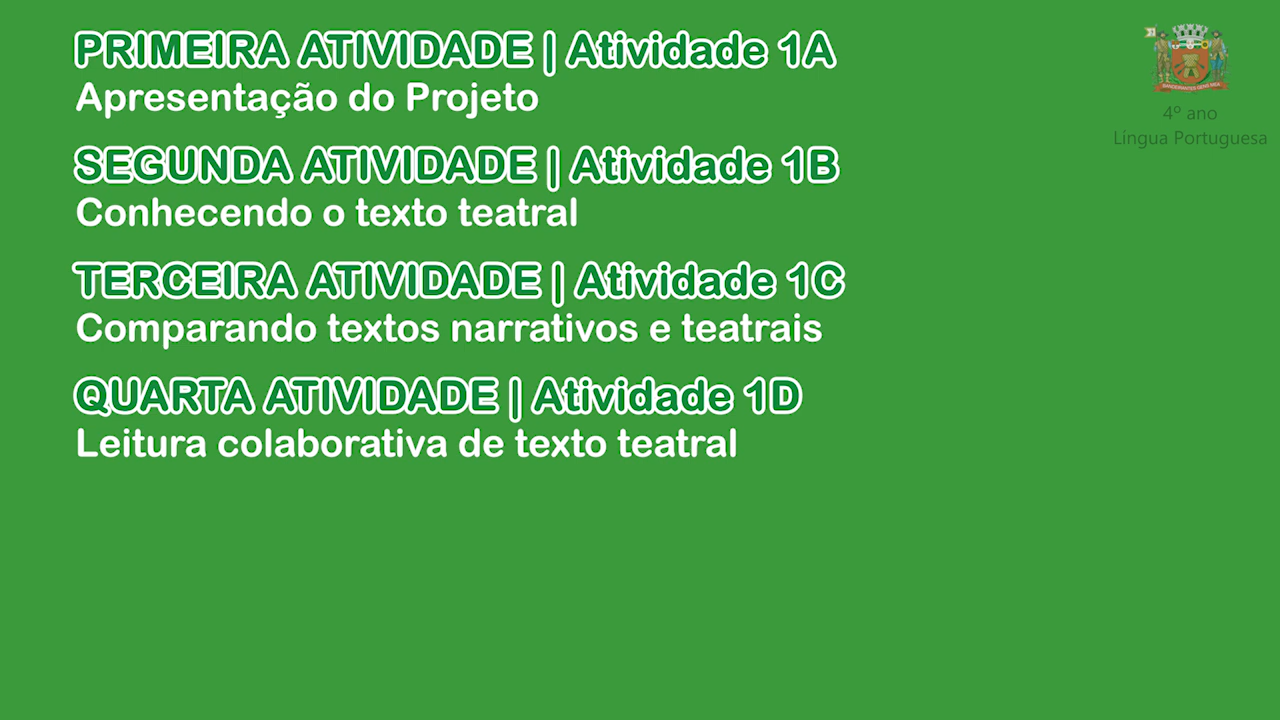 PRIMEIRA ATIVIDADE | Atividade 1A
Apresentação do Projeto
SEGUNDA ATIVIDADE | Atividade 1B
Conhecendo o texto teatral
TERCEIRA ATIVIDADE | Atividade 1C
Comparando textos narrativos e teatrais
QUARTA ATIVIDADE | Atividade 1D
Leitura colaborativa de texto teatral
4º ano
Língua Portuguesa